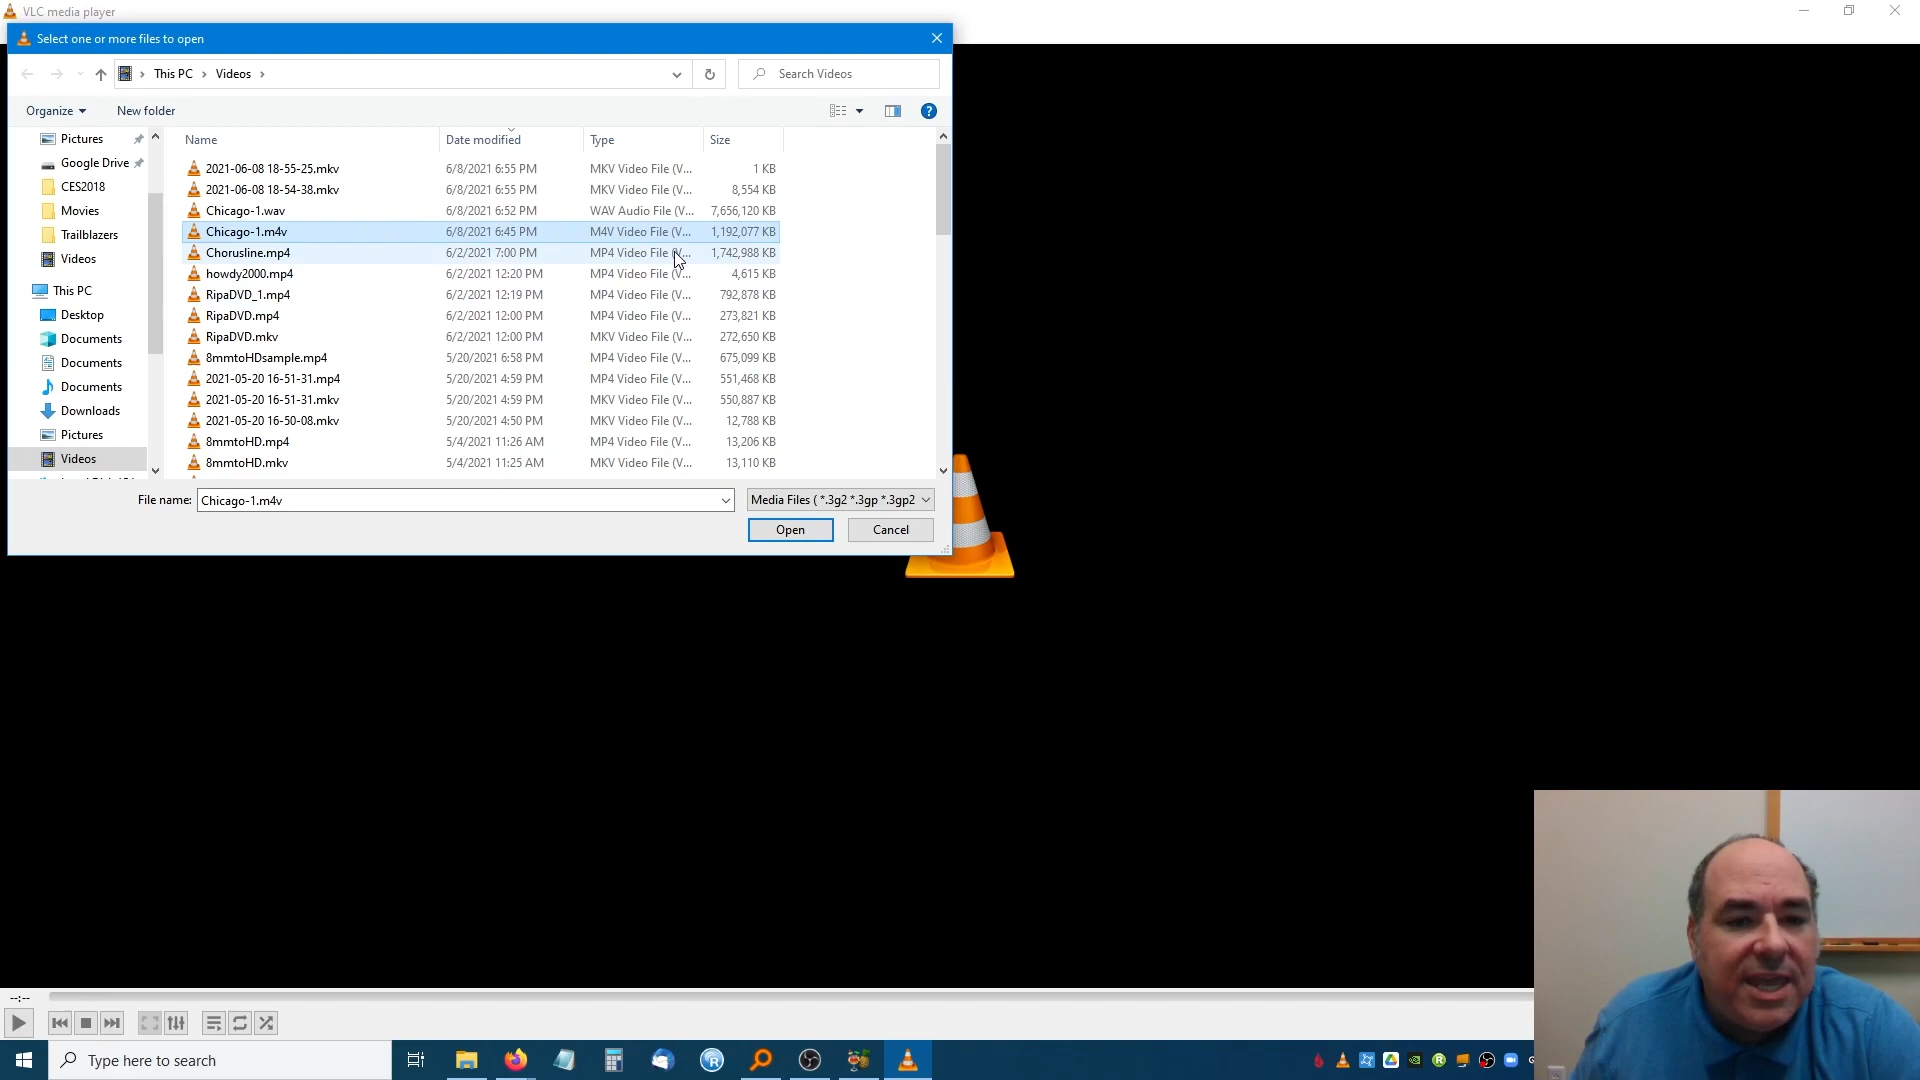 VLC media player
Select one or more files to open
This PC Videos
Search Videos
Organize New folder
Name Date modified Type Size
2021-06-08 18-55-25.mkv 6/8/2021 6:55 PM MKV Video File (V... 1 KB
2021-06-08 18-54-38.mkv 6/8/2021 6:55 PM MKV Video File (V... 8,554 KB
Chicago-1.wav 6/8/2021 6:52 PM WAV Audio File (V... 7,656,120 KB
Chicago-1.m4v 6/8/2021 6:45 PM M4V Video File (V... 1,192,077 KB
Chorusline.mp4 6/2/2021 7:00 PM MP4 Video File (V... 1,742,988 KB
howdy2000.mp4 6/2/2021 12:20 PM MP4 Video File (V... 4,615 KB
RipaDVD_1.mp4 6/2/2021 12:19 PM MP4 Video File (V... 792,878 KB
RipaDVD.mp4 6/2/2021 12:00 PM MP4 Video File (V... 273,821 KB
RipaDVD.mkv 6/2/2021 12:00 PM MKV Video File (V... 272,650 KB
8mmtoHDsample.mp4 5/20/2021 6:58 PM MP4 Video File (V... 675,099 KB
2021-05-20 16-51-31.mp4 5/20/2021 4:59 PM MP4 Video File (V... 551,468 KB
2021-05-20 16-51-31.mkv 5/20/2021 4:59 PM MKV Video File (V... 550,887 KB
2021-05-20 16-50-08.mkv 5/20/2021 4:50 PM MKV Video File (V... 12,788 KB
8mmtoHD.mp4 5/4/2021 11:26 AM MP4 Video File (V... 13,206 KB
8mmtoHD.mkv 5/4/2021 11:25 AM MKV Video File (V... 13,110 KB
Pictures
Google Drive
CES2018
Movies
Trailblazers
Videos
This PC
Desktop
Documents
Documents
Documents
Downloads
Pictures
Videos
File name: Chicago-1.m4v Media Files ( *.3g2 *.3gp *.3gp2
Open Cancel
--:--
Type here to search